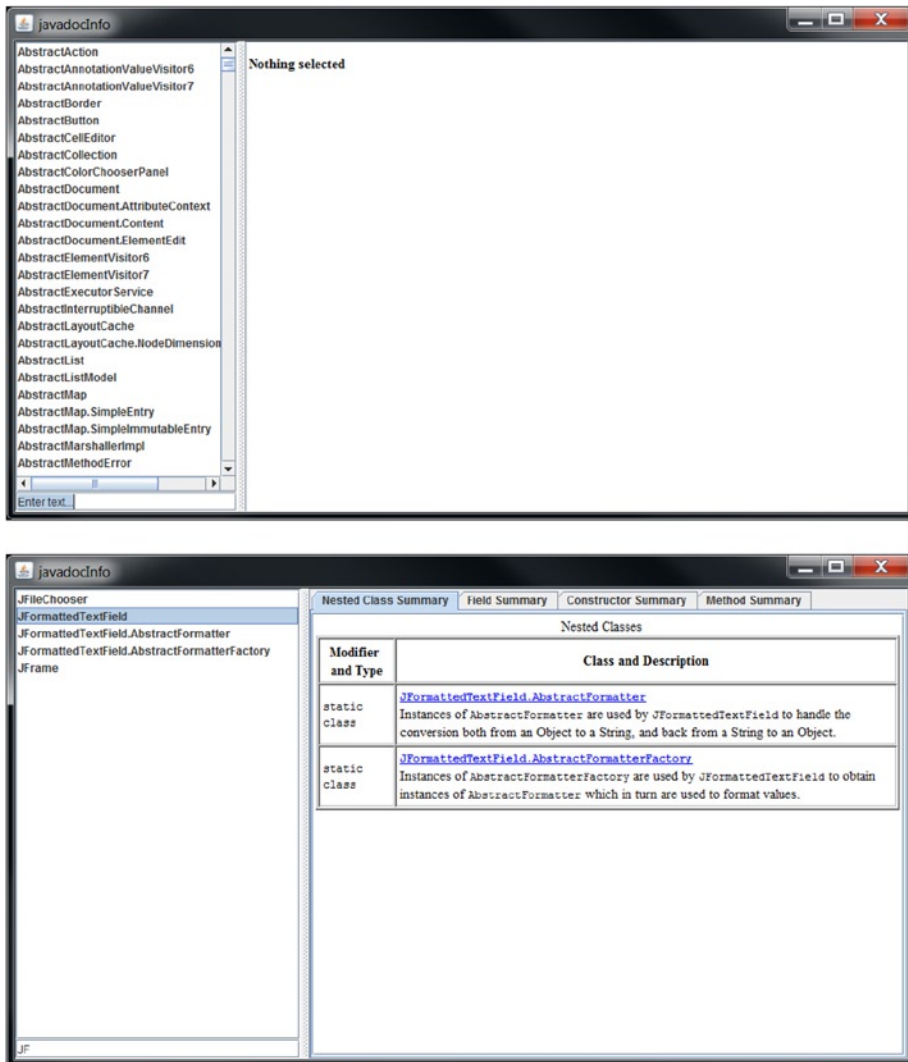 javadocInfo
AbstractAction
AbstractAnnotationValueVisitor6
AbstractAnnotationValueVisitor7
AbstractBorder
AbstractButton
AbstractCellEditor
AbstractCollection
AbstractColorChooserPanel
AbstractDocument
AbstractDocument.AttributeContext
AbstractDocument.Content
AbstractDocument.ElementEdit
AbstractElementVisitor6
AbstractElementVisitor7
AbstractExecutorService
AbstractInterruptibleChannel
AbstractLayoutCache
AbstractLayoutCache.NodeDimension
AbstractList
AbstractListModel
AbstractMap
AbstractMap.SimpleEntry
AbstractMap.SimpleImmutableEntry
AbstractMarshallerImpl
AbstractMethodError
Enter text...
Nothing selected
javadocInfo
JFileChooser
JFormattedTextField
JFormattedTextField.AbstractFormatter
JFormattedTextField.AbstractFormatterFactory
JFrame
JF
Nested Class Summary Field Summary Constructor Summary Method Summary
Nested Classes
Modifier
and Type
Class and Description
static
class
JFormattedTextField.AbstractFormatter
Instances of AbstractFormatter are used by JFormattedTextField to handle the
conversion both from an Object to a String, and back from a String to an Object.
static
class
JFormattedTextField.AbstractFormatterFactory
Instances of AbstractFormatterFactory are used by JFormattedTextField to obtain
instances of AbstractFormatter which in turn are used to format values.